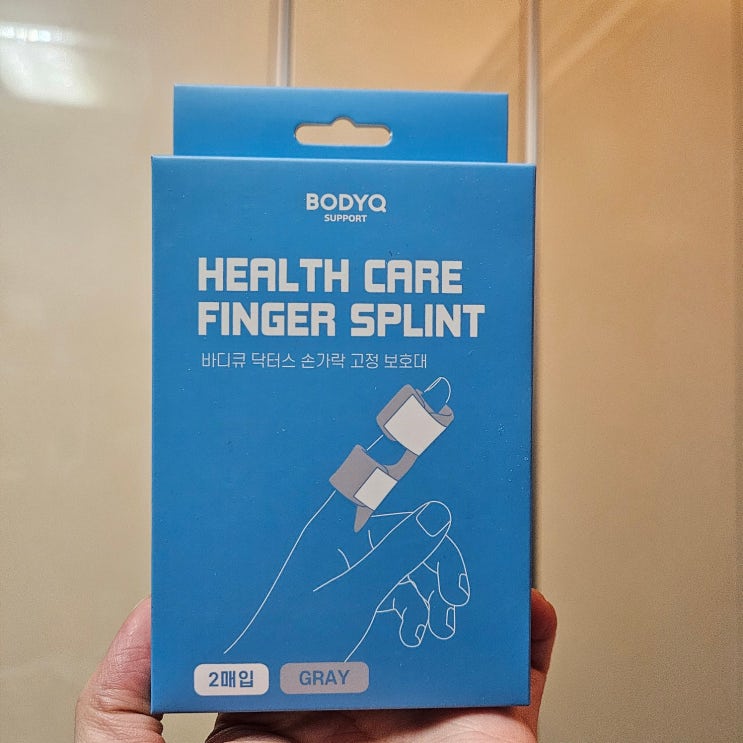 BODYQ
SUPPORT
HEALTH CARE
FINGER SPLINT
바디큐 닥터스 손가락 고정 보호대
2매입
GRAY